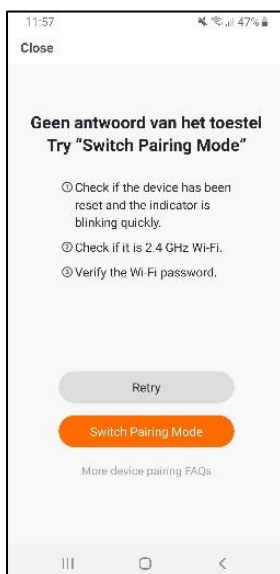 11:57
47%
Close
Geen antwoord van het toestel
Try “Switch Pairing Mode”
① Check if the device has been
reset and the indicator is
blinking quickly.
② Check if it is 2.4 GHz Wi-Fi.
③ Verify the Wi-Fi password.
Retry
Switch Pairing Mode
More device pairing FAQs